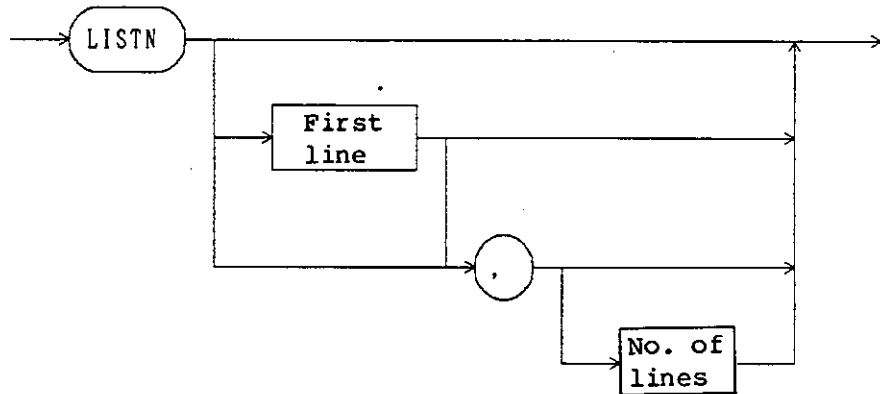 LISTN
First
line
,
No. of
lines